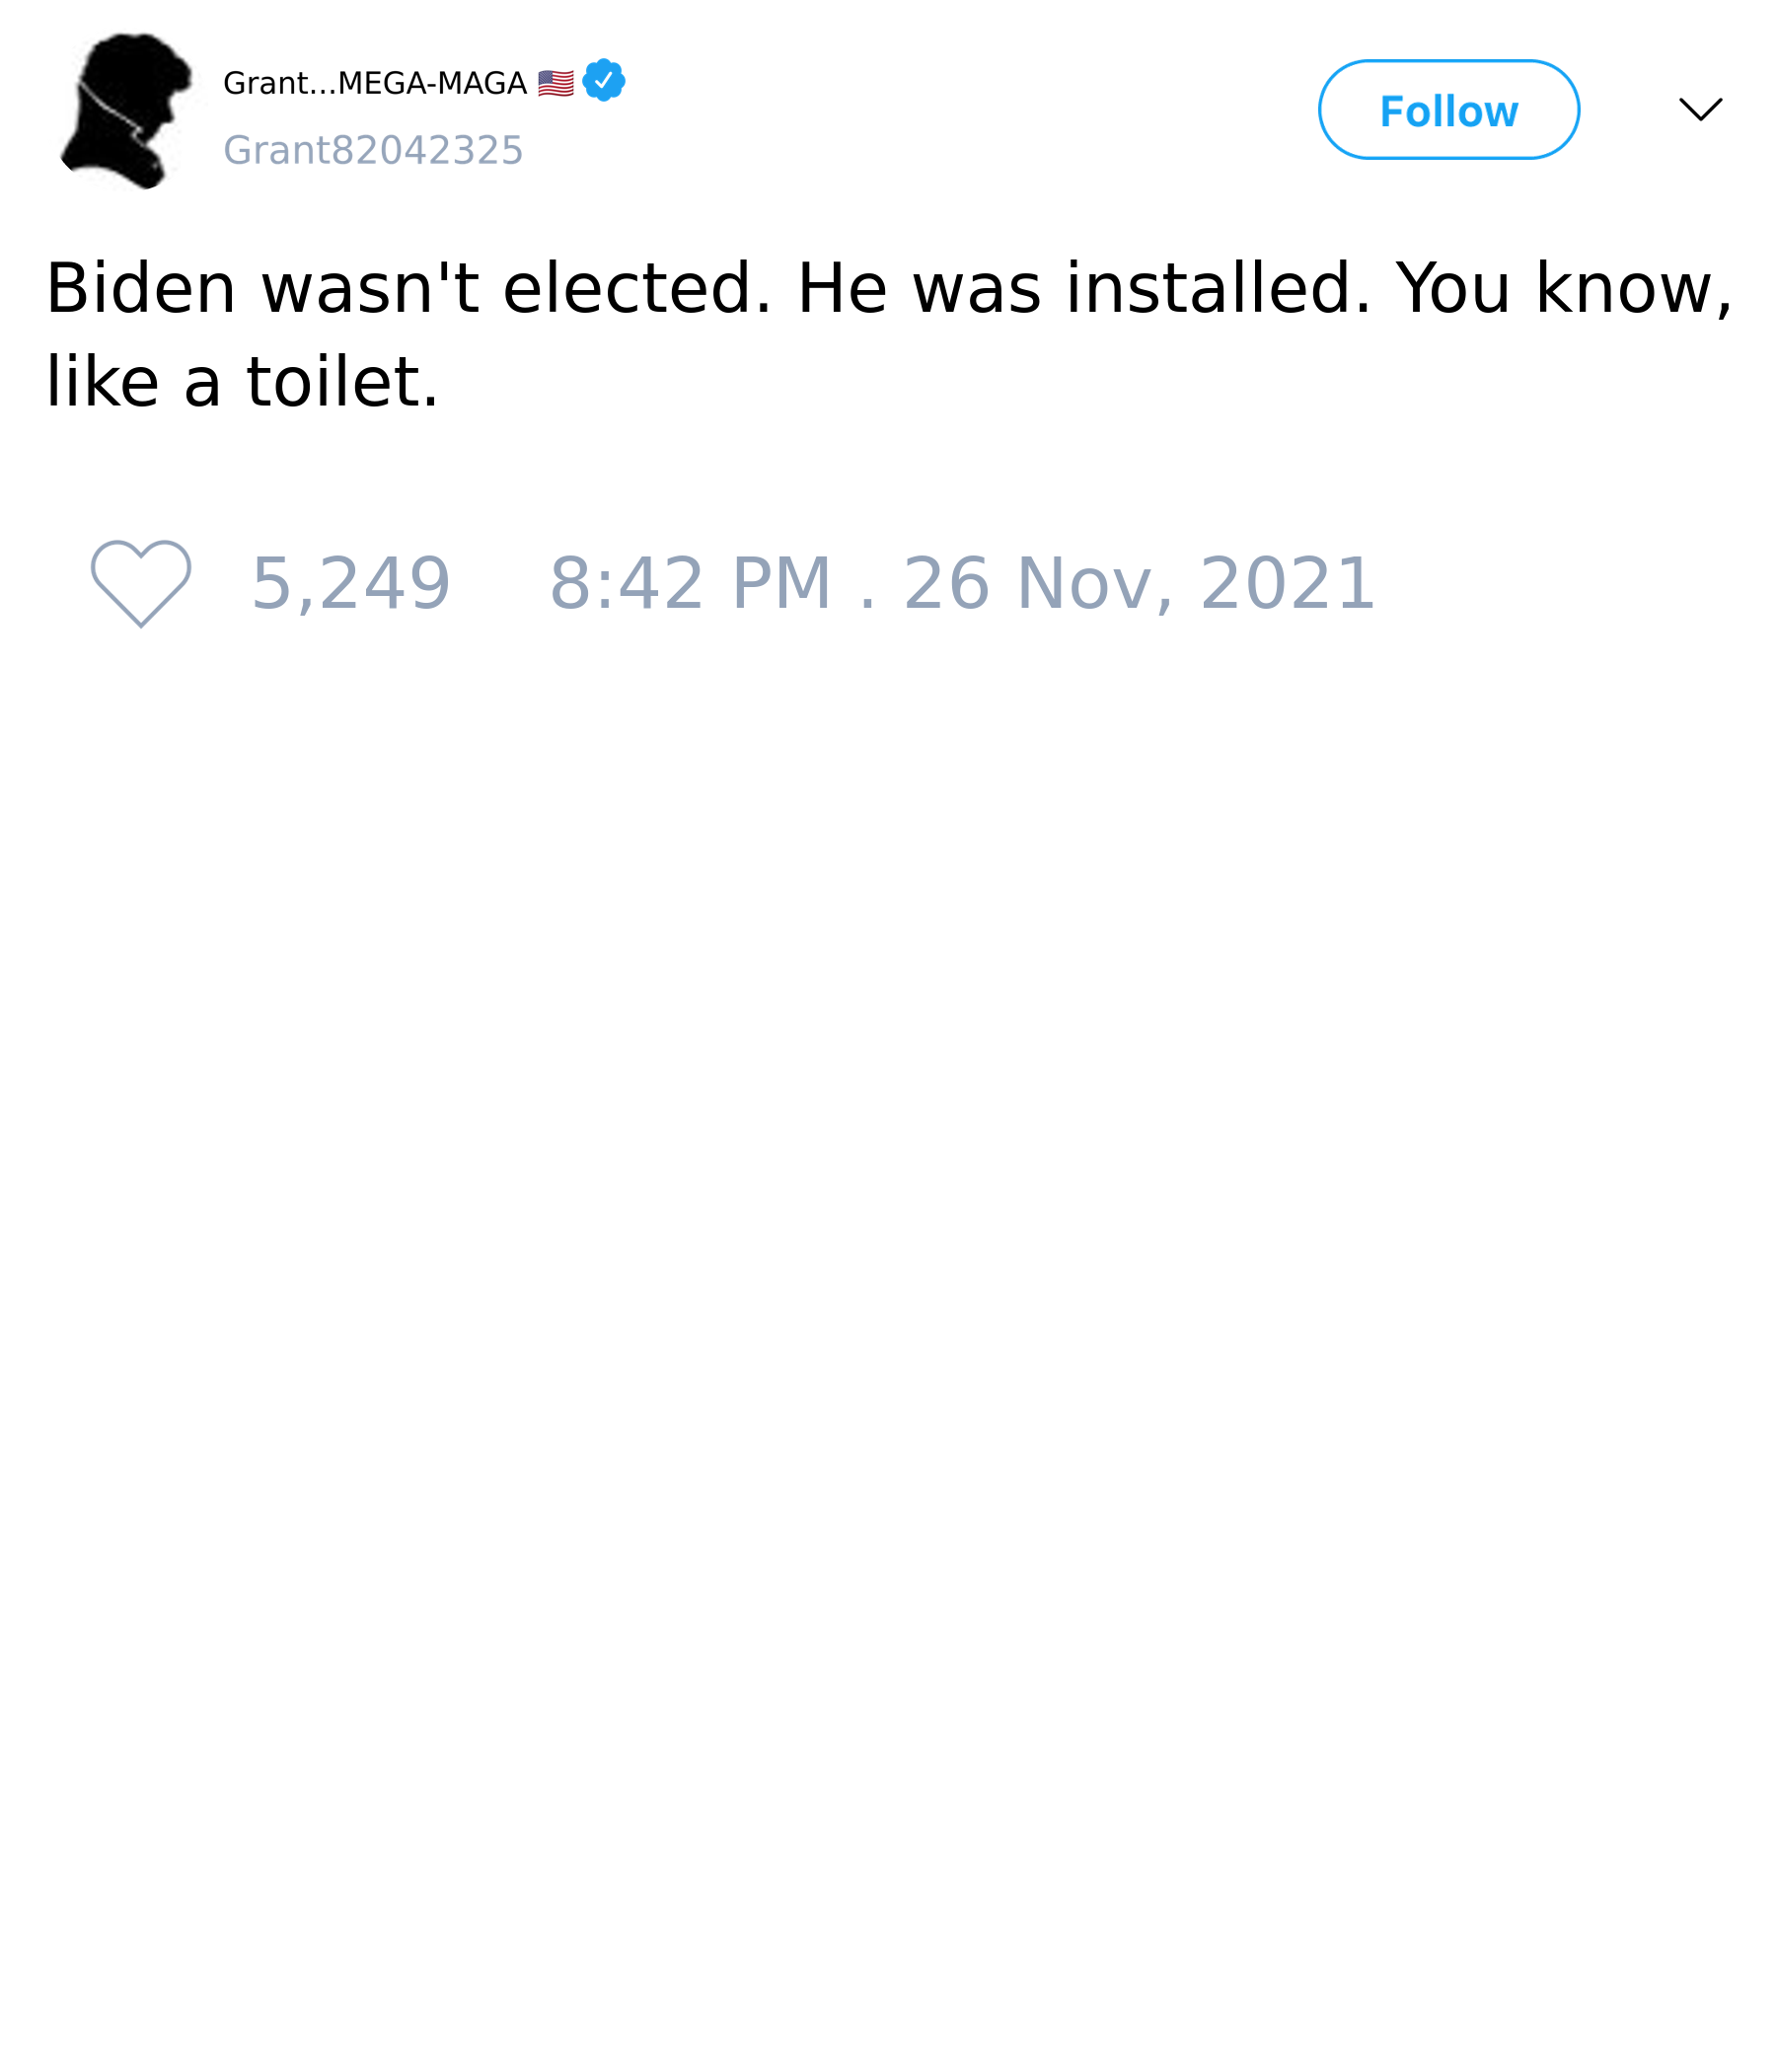 Grant...MEGA-MAGA 🇺🇸
Grant82042325
Follow
Biden wasn't elected. He was installed. You know,
like a toilet.
5,249 8:42 PM . 26 Nov, 2021